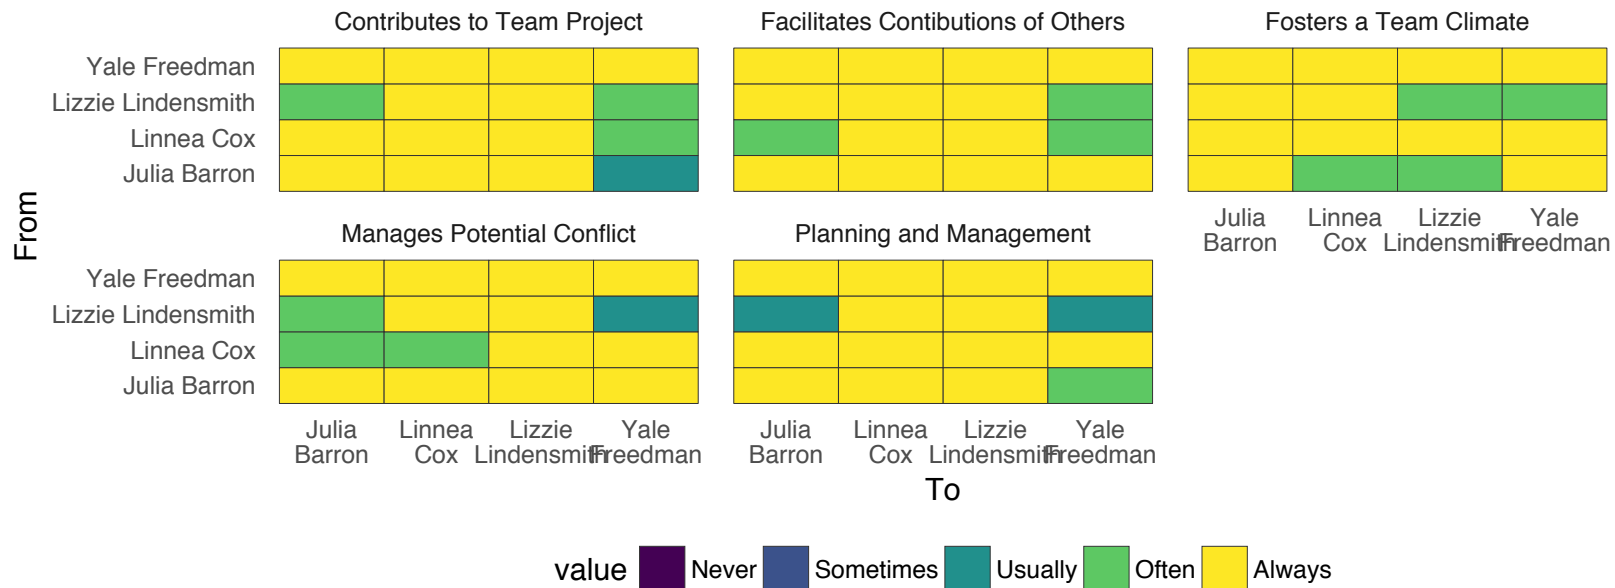 Contributes to Team Project
Facilitates Contibutions of Others
Fosters a Team Climate
Yale Freedman
Lizzie Lindensmith
Linnea Cox
Julia Barron
From
Julia Barron
Linnea Cox
Lizzie Lindensmith
Yale Freedman
Manages Potential Conflict
Planning and Management
Yale Freedman
Lizzie Lindensmith
Linnea Cox
Julia Barron
Julia Barron
Linnea Cox
Lizzie Lindensmith
Yale Freedman
Julia Barron
Linnea Cox
Lizzie Lindensmith
Yale Freedman
To
value Never Sometimes Usually Often Always